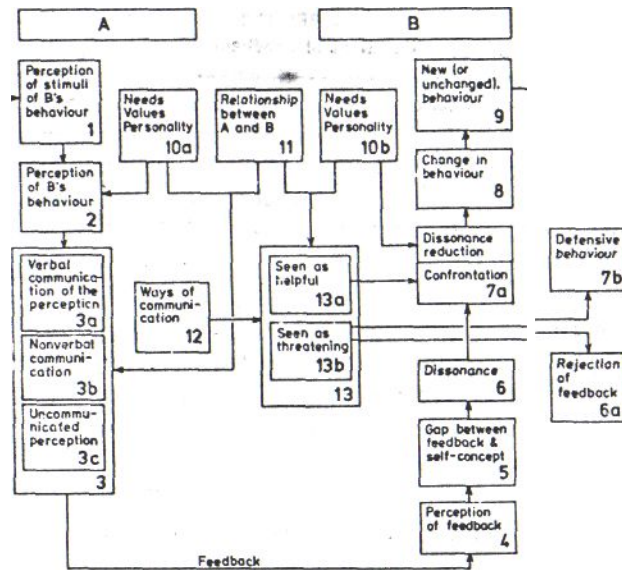 A
B
Perception
of stimuli
of B's
behaviour
1
Needs
Values
Personality
10a
Relationship
between
A and B
11
Needs
Values
Personality
10b
New (or
unchanged).
behaviour
9
Perception
of B's
behaviour
2
Change in
behaviour
8
Verbal
communica-
tion of the
perception
3a
Nonverbal
communi-
cation
3b
Uncommu-
nicated
perception
3c
3
Ways of
communi-
cation
12
Seen as
helpful
13a
Seen as
threatening
13b
13
Dissonance
reduction
Confrontation
7a
Defensive
behaviour
7b
Dissonance
6
Rejection
of
feedback
6a
Gap between
feedback &
self-concept
5
Perception
of feedback
4
Feedback